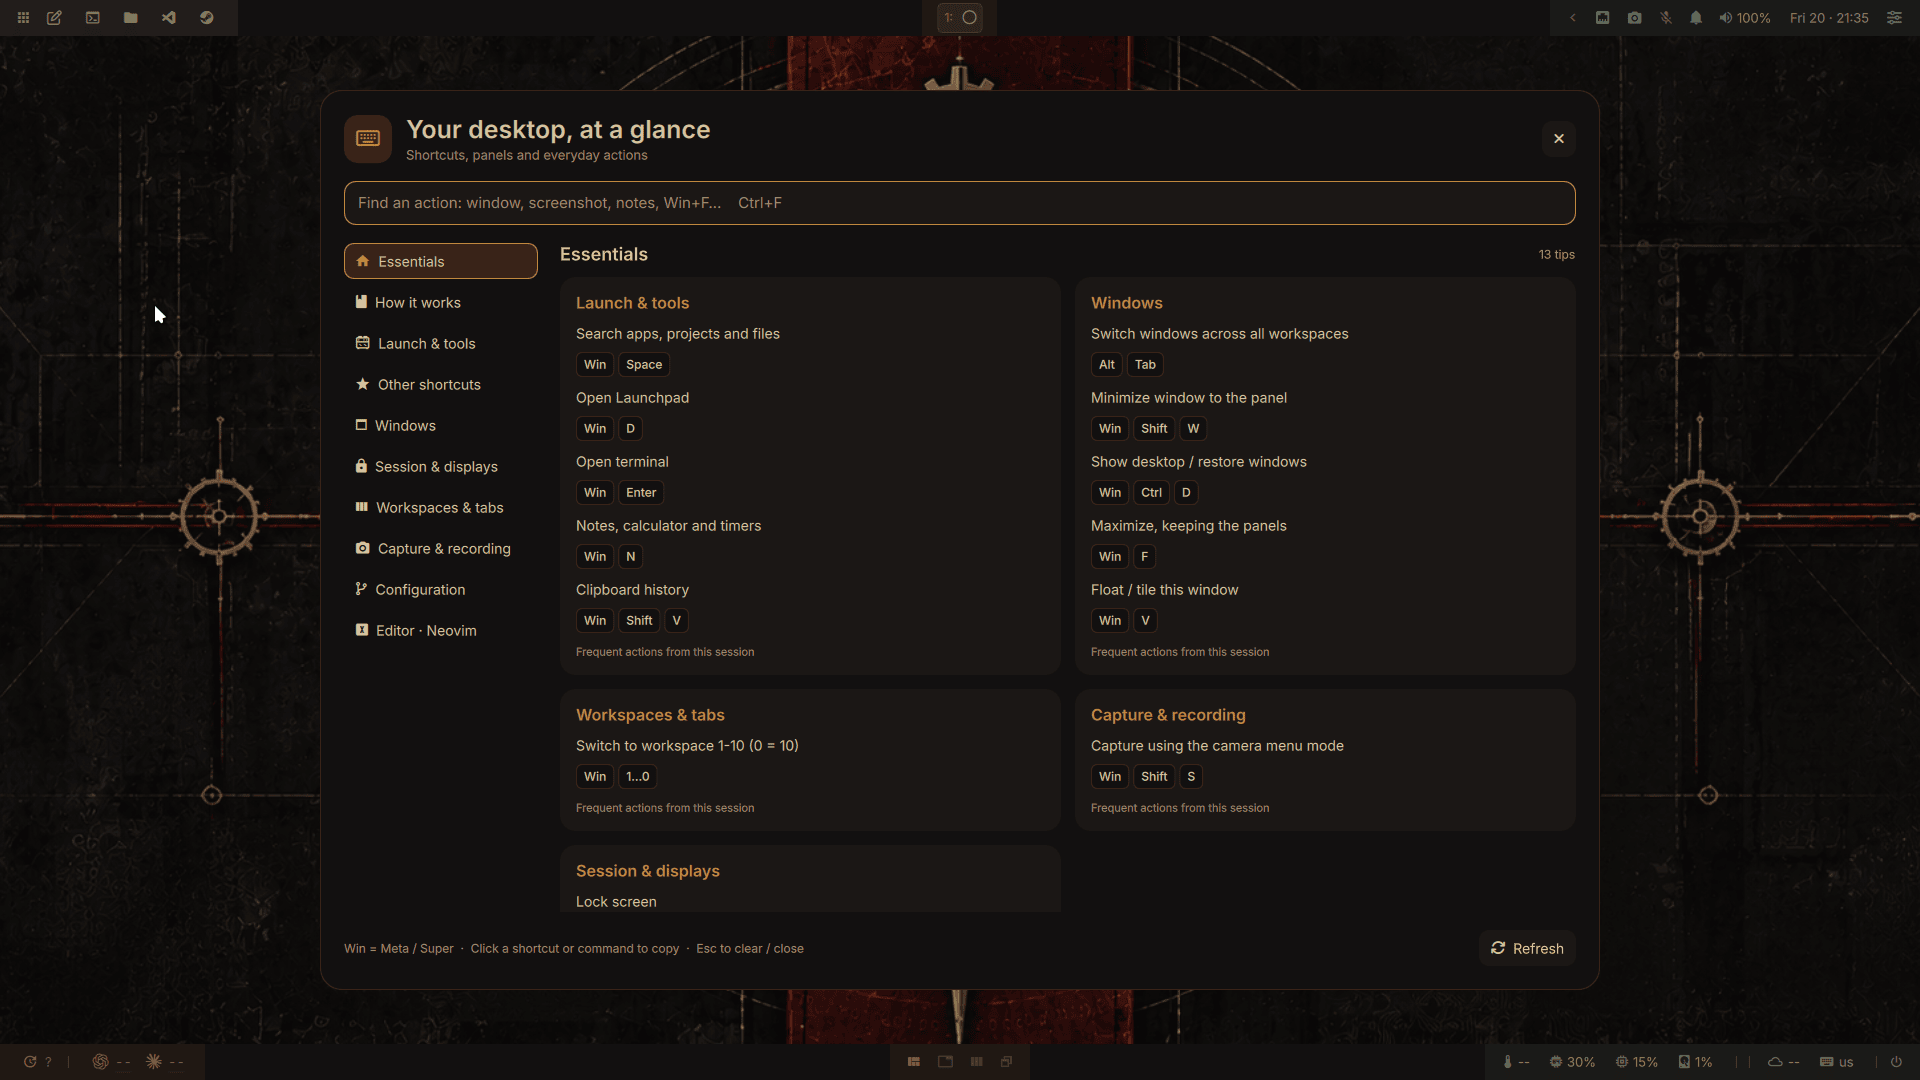 1:
100%
Fri 20 · 21:35
Your desktop, at a glance
Shortcuts, panels and everyday actions
Find an action: window, screenshot, notes, Win+F... Ctrl+F
Essentials
How it works
Launch & tools
Other shortcuts
Windows
Session & displays
Workspaces & tabs
Capture & recording
Configuration
Editor · Neovim
Essentials
13 tips
Launch & tools
Search apps, projects and files
Win Space
Open Launchpad
Win D
Open terminal
Win Enter
Notes, calculator and timers
Win N
Clipboard history
Win Shift V
Frequent actions from this session
Windows
Switch windows across all workspaces
Alt Tab
Minimize window to the panel
Win Shift W
Show desktop / restore windows
Win Ctrl D
Maximize, keeping the panels
Win F
Float / tile this window
Win V
Frequent actions from this session
Workspaces & tabs
Switch to workspace 1-10 (0 = 10)
Win 1...0
Frequent actions from this session
Capture & recording
Capture using the camera menu mode
Win Shift S
Frequent actions from this session
Session & displays
Lock screen
Win = Meta / Super · Click a shortcut or command to copy · Esc to clear / close
Refresh
? | -- --
-- 30% 15% 1% | | -- us |